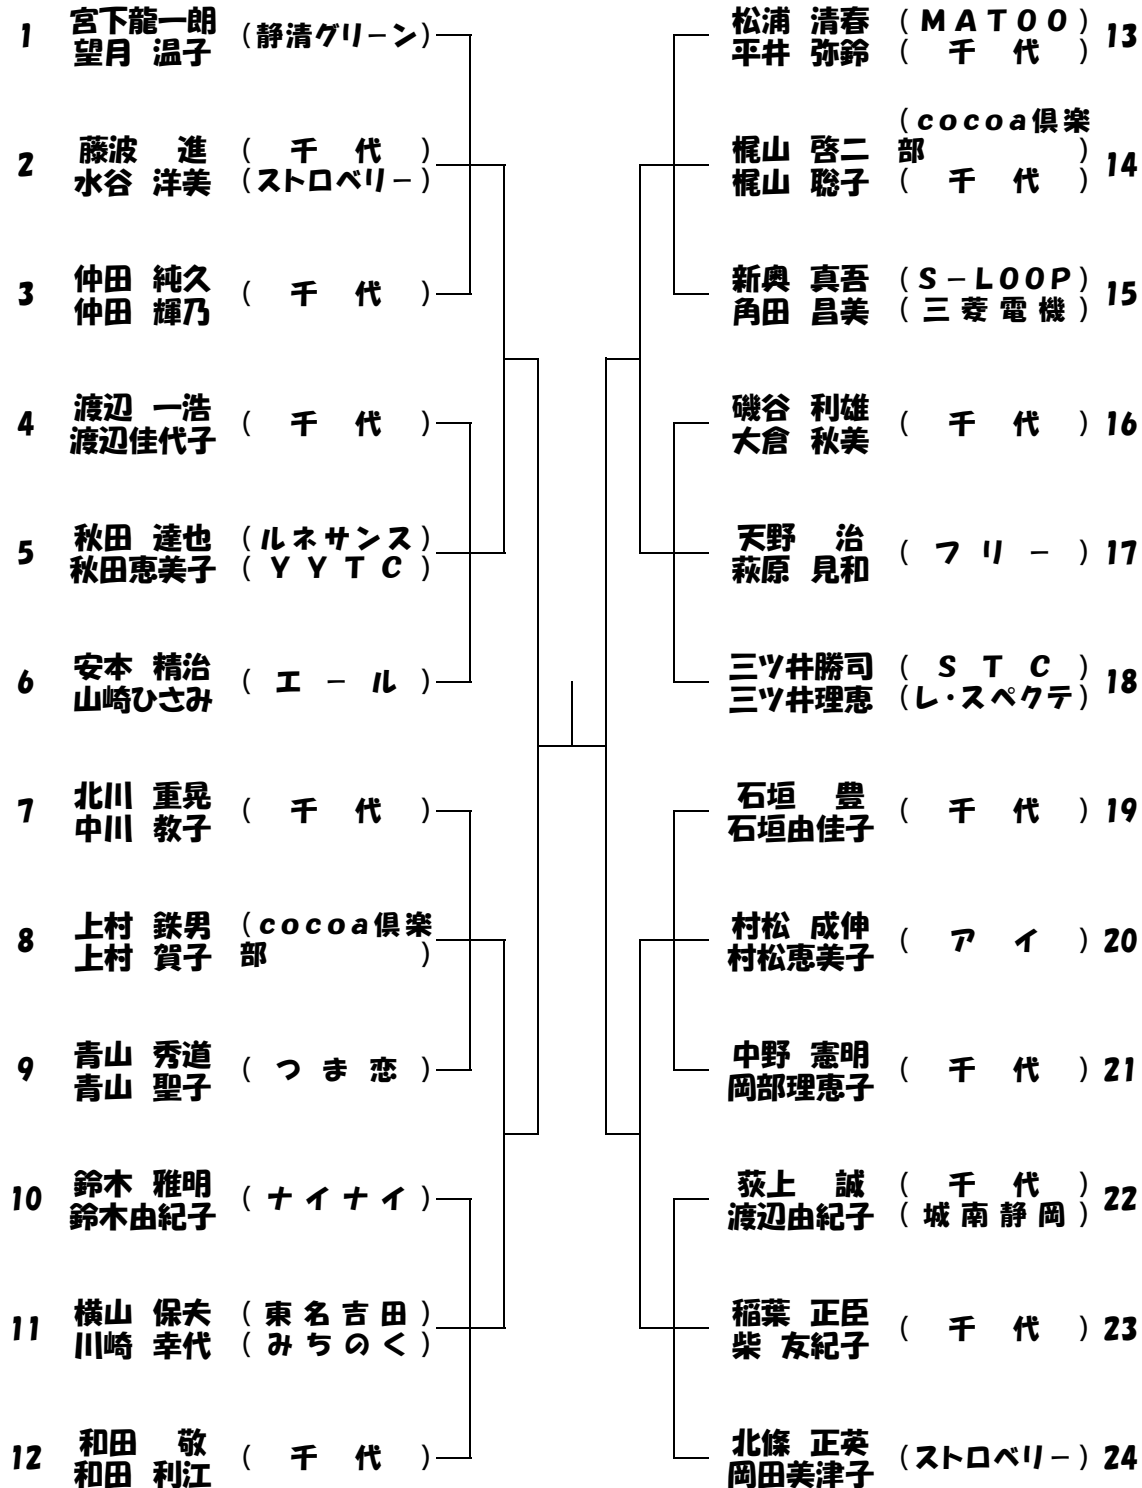 1 宮下龍一朗 (静清グリーン)
望月 温子
2 藤波 進 (千代)
水谷 洋美 (ストロベリー)
3 仲田 純久 (千代)
仲田 輝乃
4 渡辺 一浩 (千代)
渡辺佳代子
5 秋田 達也 (ルネサンス)
秋田恵美子 (YYTC)
6 安本 精治 (エール)
山崎ひさみ
7 北川 重晃 (千代)
中川 教子
8 上村 鉄男 (cocoa倶楽
上村 賀子 部)
9 青山 秀道 (つま恋)
青山 聖子
10 鈴木 雅明 (ナイナイ)
鈴木由紀子
11 横山 保夫 (東名吉田)
川崎 幸代 (みちのく)
12 和田 敬 (千代)
和田 利江
松浦 清春 (MATOO) 13
平井 弥鈴 (千代)
梶山 啓二 (cocoa倶楽
部) 14
梶山 聡子 (千代)
新奥 真吾 (S-LOOP) 15
角田 昌美 (三菱電機)
磯谷 利雄 (千代) 16
大倉 秋美
天野 治 (フリー) 17
萩原 見和
三ツ井勝司 (STC) 18
三ツ井理恵 (レ・スペクテ)
石垣 豊 (千代) 19
石垣由佳子
村松 成伸 (アイ) 20
村松恵美子
中野 憲明 (千代) 21
岡部理恵子
荻上 誠 (千代) 22
渡辺由紀子 (城南静岡)
稲葉 正臣 (千代) 23
柴 友紀子
北條 正英 (ストロベリー) 24
岡田美津子